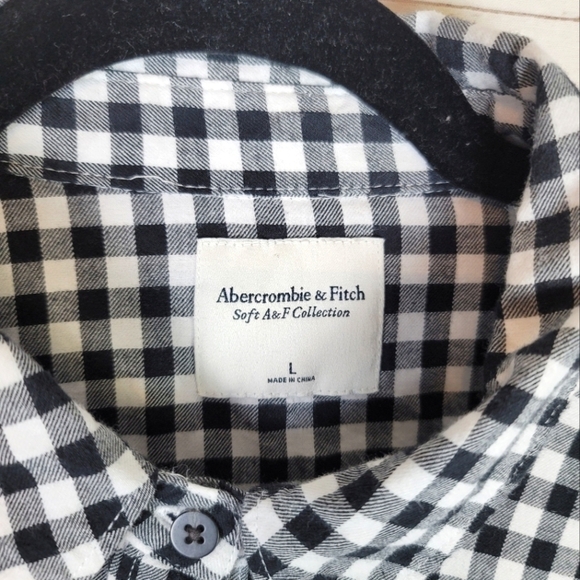 Abercrombie & Fitch
Soft A&F Collection
L
MADE IN CHINA